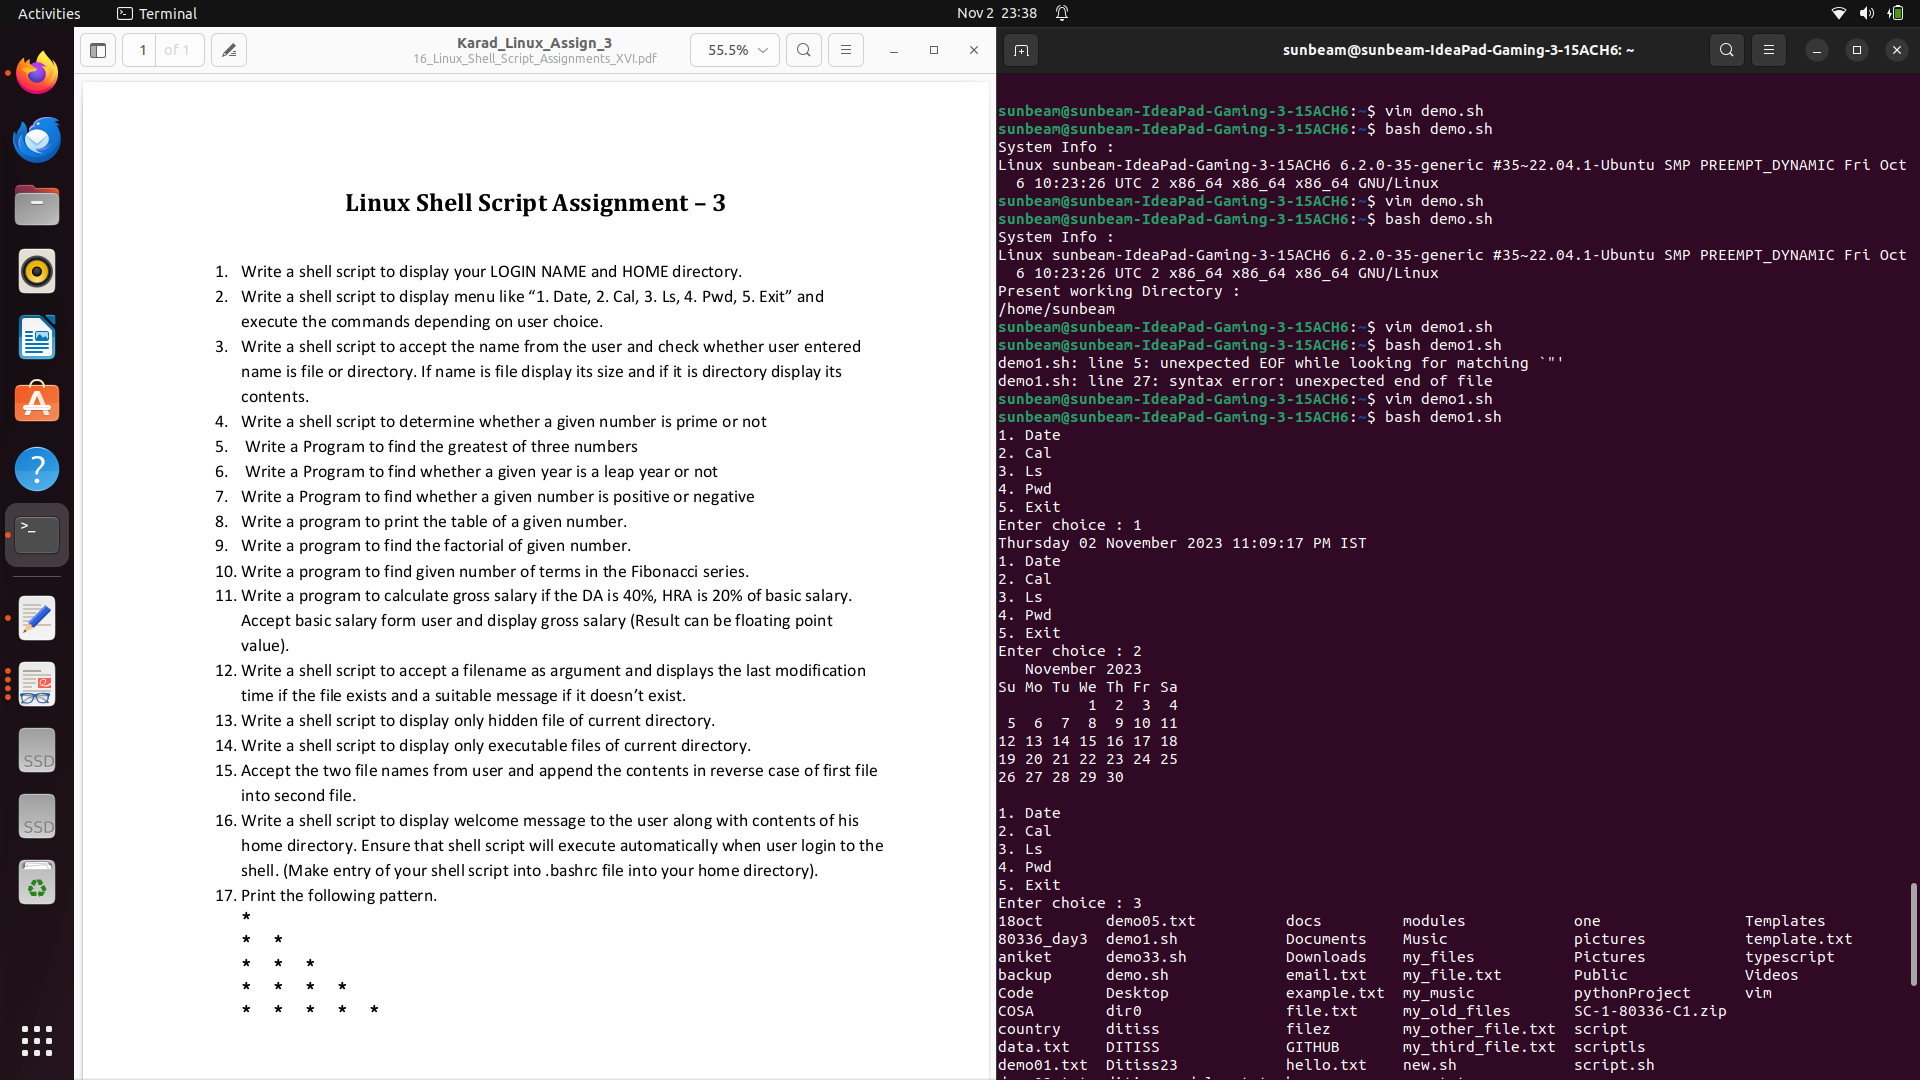 Activities
Terminal
Nov 2 23:38
1 of 1
Karad_Linux_Assign_3
16_Linux_Shell_Script_Assignments_XVI.pdf
55.5%
Linux Shell Script Assignment – 3
1. Write a shell script to display your LOGIN NAME and HOME directory.
2. Write a shell script to display menu like “1. Date, 2. Cal, 3. Ls, 4. Pwd, 5. Exit” and
execute the commands depending on user choice.
3. Write a shell script to accept the name from the user and check whether user entered
name is file or directory. If name is file display its size and if it is directory display its
contents.
4. Write a shell script to determine whether a given number is prime or not
5. Write a Program to find the greatest of three numbers
6. Write a Program to find whether a given year is a leap year or not
7. Write a Program to find whether a given number is positive or negative
8. Write a program to print the table of a given number.
9. Write a program to find the factorial of given number.
10. Write a program to find given number of terms in the Fibonacci series.
11. Write a program to calculate gross salary if the DA is 40%, HRA is 20% of basic salary.
Accept basic salary form user and display gross salary (Result can be floating point
value).
12. Write a shell script to accept a filename as argument and displays the last modification
time if the file exists and a suitable message if it doesn’t exist.
13. Write a shell script to display only hidden file of current directory.
14. Write a shell script to display only executable files of current directory.
15. Accept the two file names from user and append the contents in reverse case of first file
into second file.
16. Write a shell script to display welcome message to the user along with contents of his
home directory. Ensure that shell script will execute automatically when user login to the
shell. (Make entry of your shell script into .bashrc file into your home directory).
17. Print the following pattern.
*
* *
* * *
* * * *
* * * * *
SSD
SSD
sunbeam@sunbeam-IdeaPad-Gaming-3-15ACH6: ~
sunbeam@sunbeam-IdeaPad-Gaming-3-15ACH6:~$ vim demo.sh
sunbeam@sunbeam-IdeaPad-Gaming-3-15ACH6:~$ bash demo.sh
System Info :
Linux sunbeam-IdeaPad-Gaming-3-15ACH6 6.2.0-35-generic #35~22.04.1-Ubuntu SMP PREEMPT_DYNAMIC Fri Oct
6 10:23:26 UTC 2 x86_64 x86_64 x86_64 GNU/Linux
sunbeam@sunbeam-IdeaPad-Gaming-3-15ACH6:~$ vim demo.sh
sunbeam@sunbeam-IdeaPad-Gaming-3-15ACH6:~$ bash demo.sh
System Info :
Linux sunbeam-IdeaPad-Gaming-3-15ACH6 6.2.0-35-generic #35~22.04.1-Ubuntu SMP PREEMPT_DYNAMIC Fri Oct
6 10:23:26 UTC 2 x86_64 x86_64 x86_64 GNU/Linux
Present working Directory :
/home/sunbeam
sunbeam@sunbeam-IdeaPad-Gaming-3-15ACH6:~$ vim demo1.sh
sunbeam@sunbeam-IdeaPad-Gaming-3-15ACH6:~$ bash demo1.sh
demo1.sh: line 5: unexpected EOF while looking for matching `"'
demo1.sh: line 27: syntax error: unexpected end of file
sunbeam@sunbeam-IdeaPad-Gaming-3-15ACH6:~$ vim demo1.sh
sunbeam@sunbeam-IdeaPad-Gaming-3-15ACH6:~$ bash demo1.sh
1. Date
2. Cal
3. Ls
4. Pwd
5. Exit
Enter choice : 1
Thursday 02 November 2023 11:09:17 PM IST
1. Date
2. Cal
3. Ls
4. Pwd
5. Exit
Enter choice : 2
November 2023
Su Mo Tu We Th Fr Sa
1 2 3 4
5 6 7 8 9 10 11
12 13 14 15 16 17 18
19 20 21 22 23 24 25
26 27 28 29 30
1. Date
2. Cal
3. Ls
4. Pwd
5. Exit
Enter choice : 3
18oct demo05.txt docs modules one Templates
80336_day3 demo1.sh Documents Music pictures template.txt
aniket demo33.sh Downloads my_files Pictures typescript
backup demo.sh email.txt my_file.txt Public Videos
Code Desktop example.txt my_music pythonProject vim
COSA dir0 file.txt my_old_files SC-1-80336-C1.zip
country ditiss filez my_other_file.txt script
data.txt DITISS GITHUB my_third_file.txt scriptls
demo01.txt Ditiss23 hello.txt new.sh script.sh